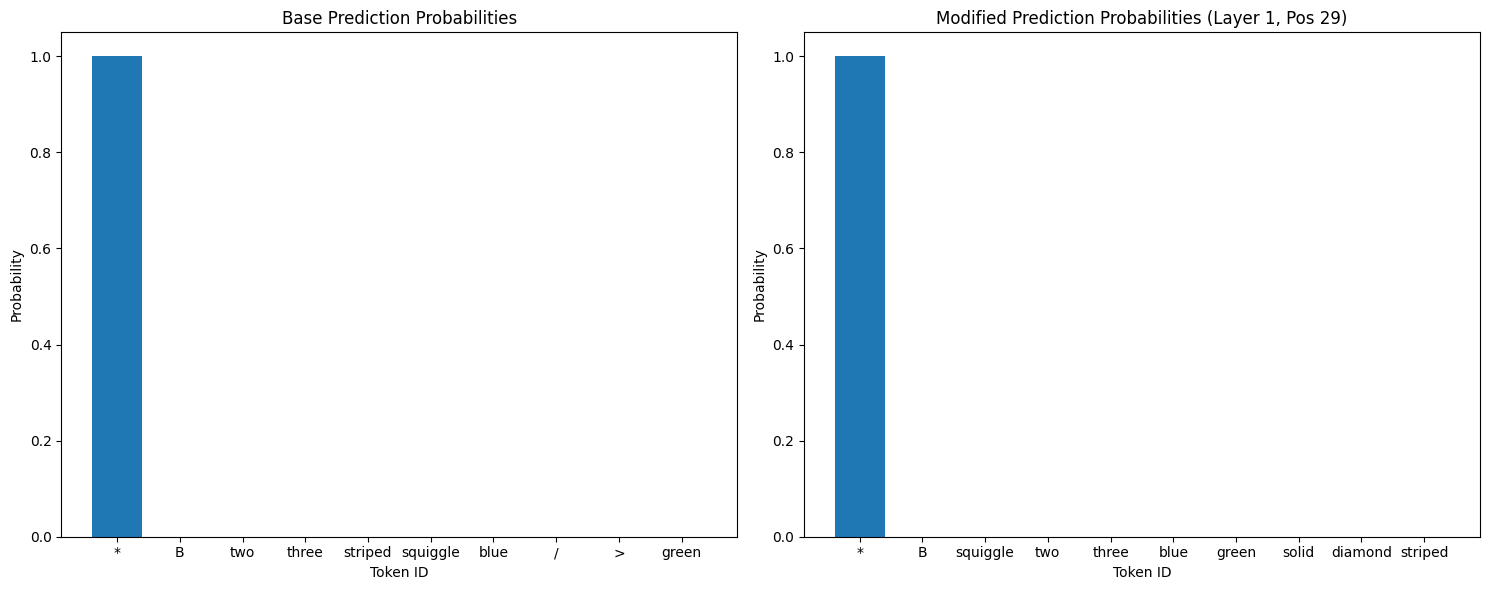 Base Prediction Probabilities
Probability
1.0
0.8
0.6
0.4
0.2
0.0
* B two three striped squiggle blue / > green
Token ID
Modified Prediction Probabilities (Layer 1, Pos 29)
Probability
1.0
0.8
0.6
0.4
0.2
0.0
* B squiggle two three blue green solid diamond striped
Token ID